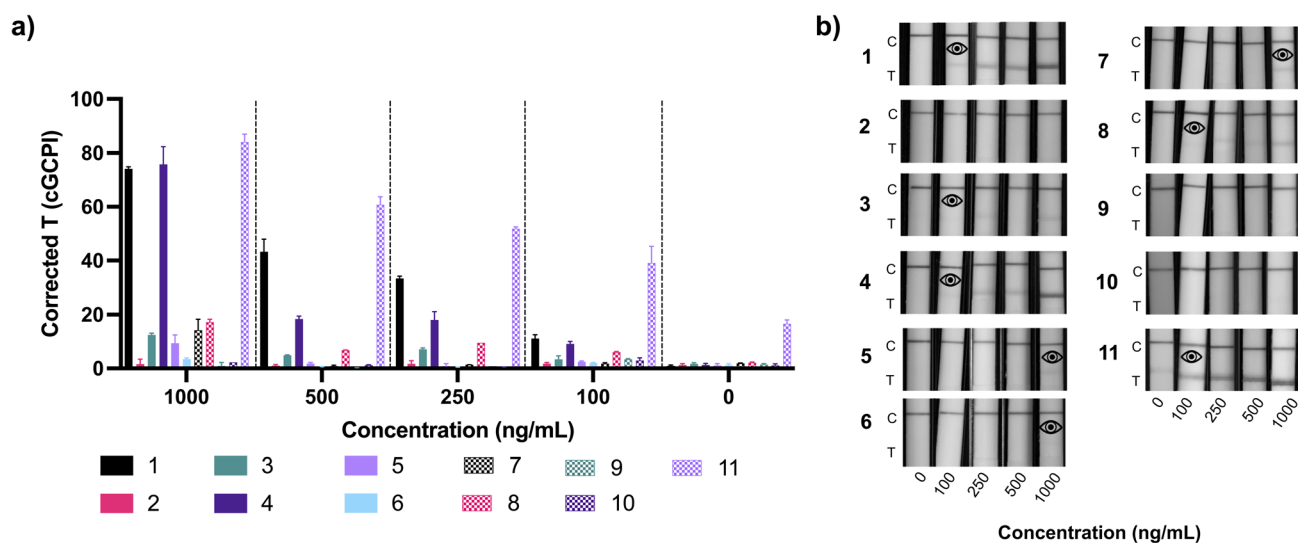 a)
Corrected T (cGCPI)
100
80
60
40
20
0
1000 500 250 100 0
Concentration (ng/mL)
1 3 5 7 9 11
2 4 6 8 10
b)
1 C T
2 C T
3 C T
4 C T
5 C T
6 C T
0 100 250 500 1000
7 C T
8 C T
9 C T
10 C T
11 C T
0 100 250 500 1000
Concentration (ng/mL)